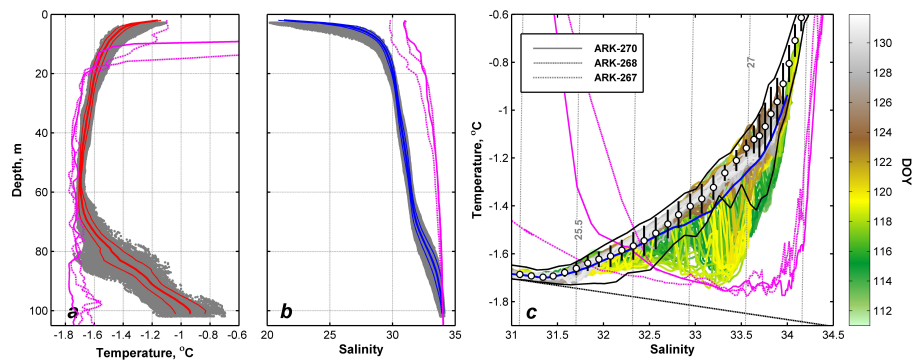 0
20
40
60
80
100
Depth, m
-1.8 -1.6 -1.4 -1.2 -1 -0.8 -0.6
Temperature, °C
a
20 25 30 34
Salinity
b
-0.6
-0.8
-1.2
-1.4
-1.6
-1.8
Temperature, °C
ARK-270
ARK-268
ARK-267
27
25.5
31 31.5 32 32.5 33 33.5 34 34.5
Salinity
c
130
128
126
124
122
120
118
116
114
112
DOY